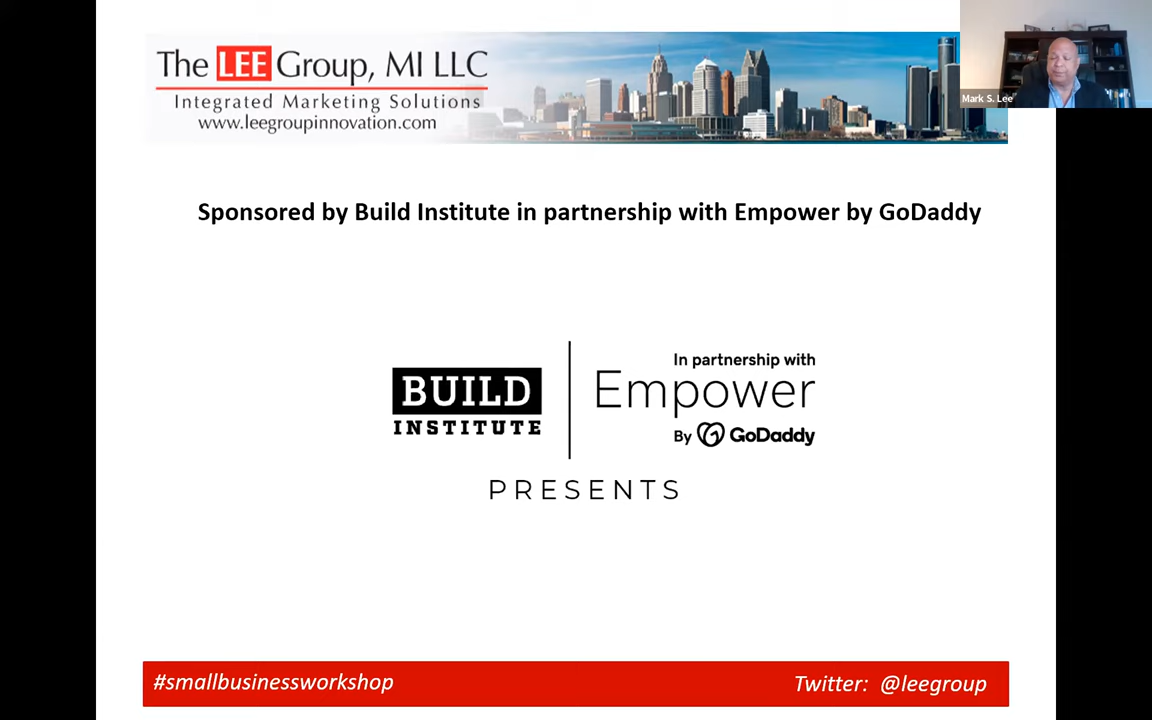 The LEE Group, MI LLC
Integrated Marketing Solutions
www.leegroupinnovation.com
Mark S. Lee
Sponsored by Build Institute in partnership with Empower by GoDaddy
BUILD
INSTITUTE
In partnership with
Empower
By GoDaddy
PRESENTS
#smallbusinessworkshop
Twitter: @leegroup